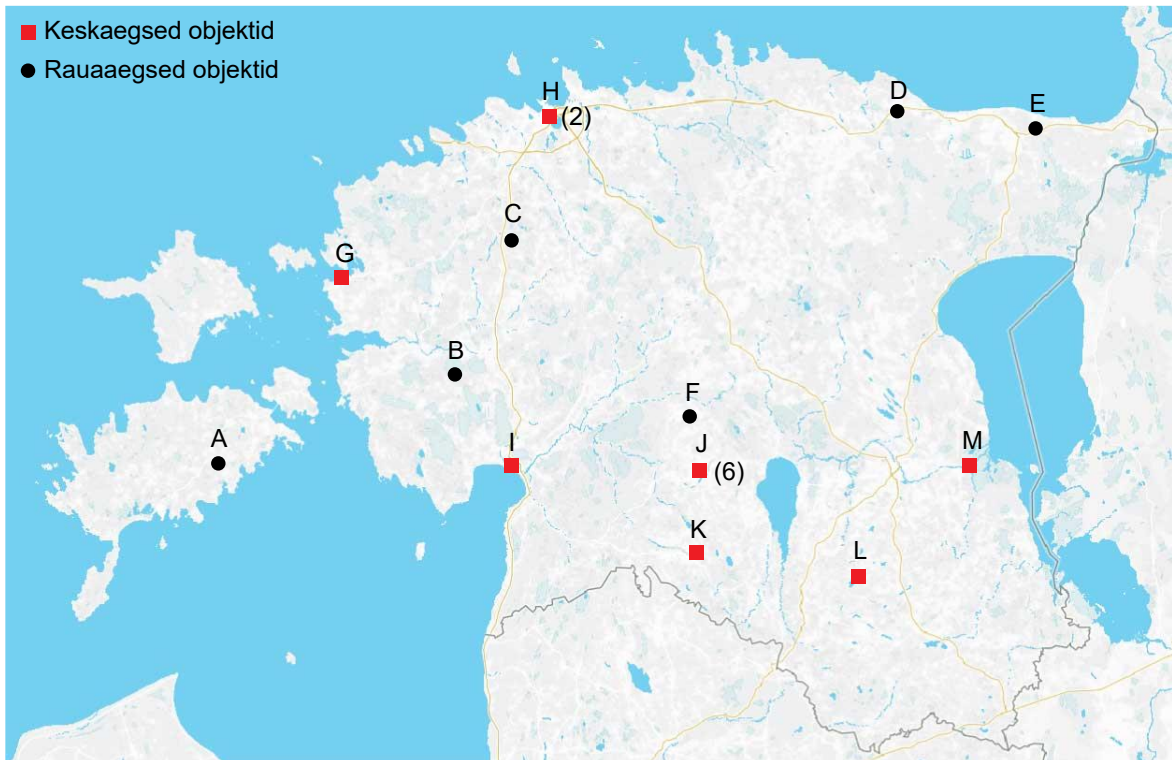 Keskaegsed objektid
Rauaaegsed objektid
H
(2)
D
E
C
G
B
F
A
I
J
(6)
M
K
L